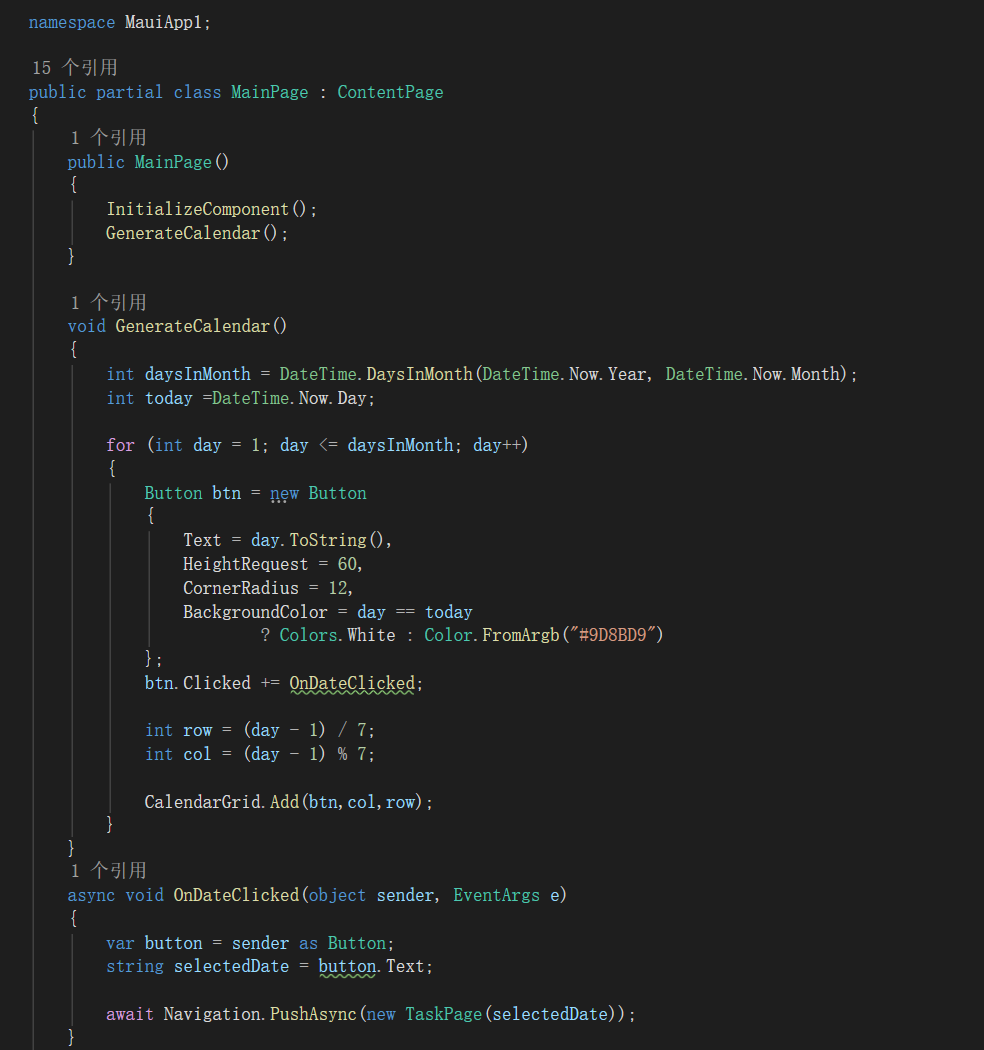 namespace MauiApp1;
15 个引用
public partial class MainPage : ContentPage
{
1 个引用
public MainPage()
{
InitializeComponent();
GenerateCalendar();
}
1 个引用
void GenerateCalendar()
{
int daysInMonth = DateTime.DaysInMonth(DateTime.Now.Year, DateTime.Now.Month);
int today =DateTime.Now.Day;
for (int day = 1; day <= daysInMonth; day++)
{
Button btn = new Button
{
Text = day.ToString(),
HeightRequest = 60,
CornerRadius = 12,
BackgroundColor = day == today
? Colors.White : Color.FromArgb("#9D8BD9")
};
btn.Clicked += OnDateClicked;
int row = (day - 1) / 7;
int col = (day - 1) % 7;
CalendarGrid.Add(btn,col,row);
}
}
1 个引用
async void OnDateClicked(object sender, EventArgs e)
{
var button = sender as Button;
string selectedDate = button.Text;
await Navigation.PushAsync(new TaskPage(selectedDate));
}